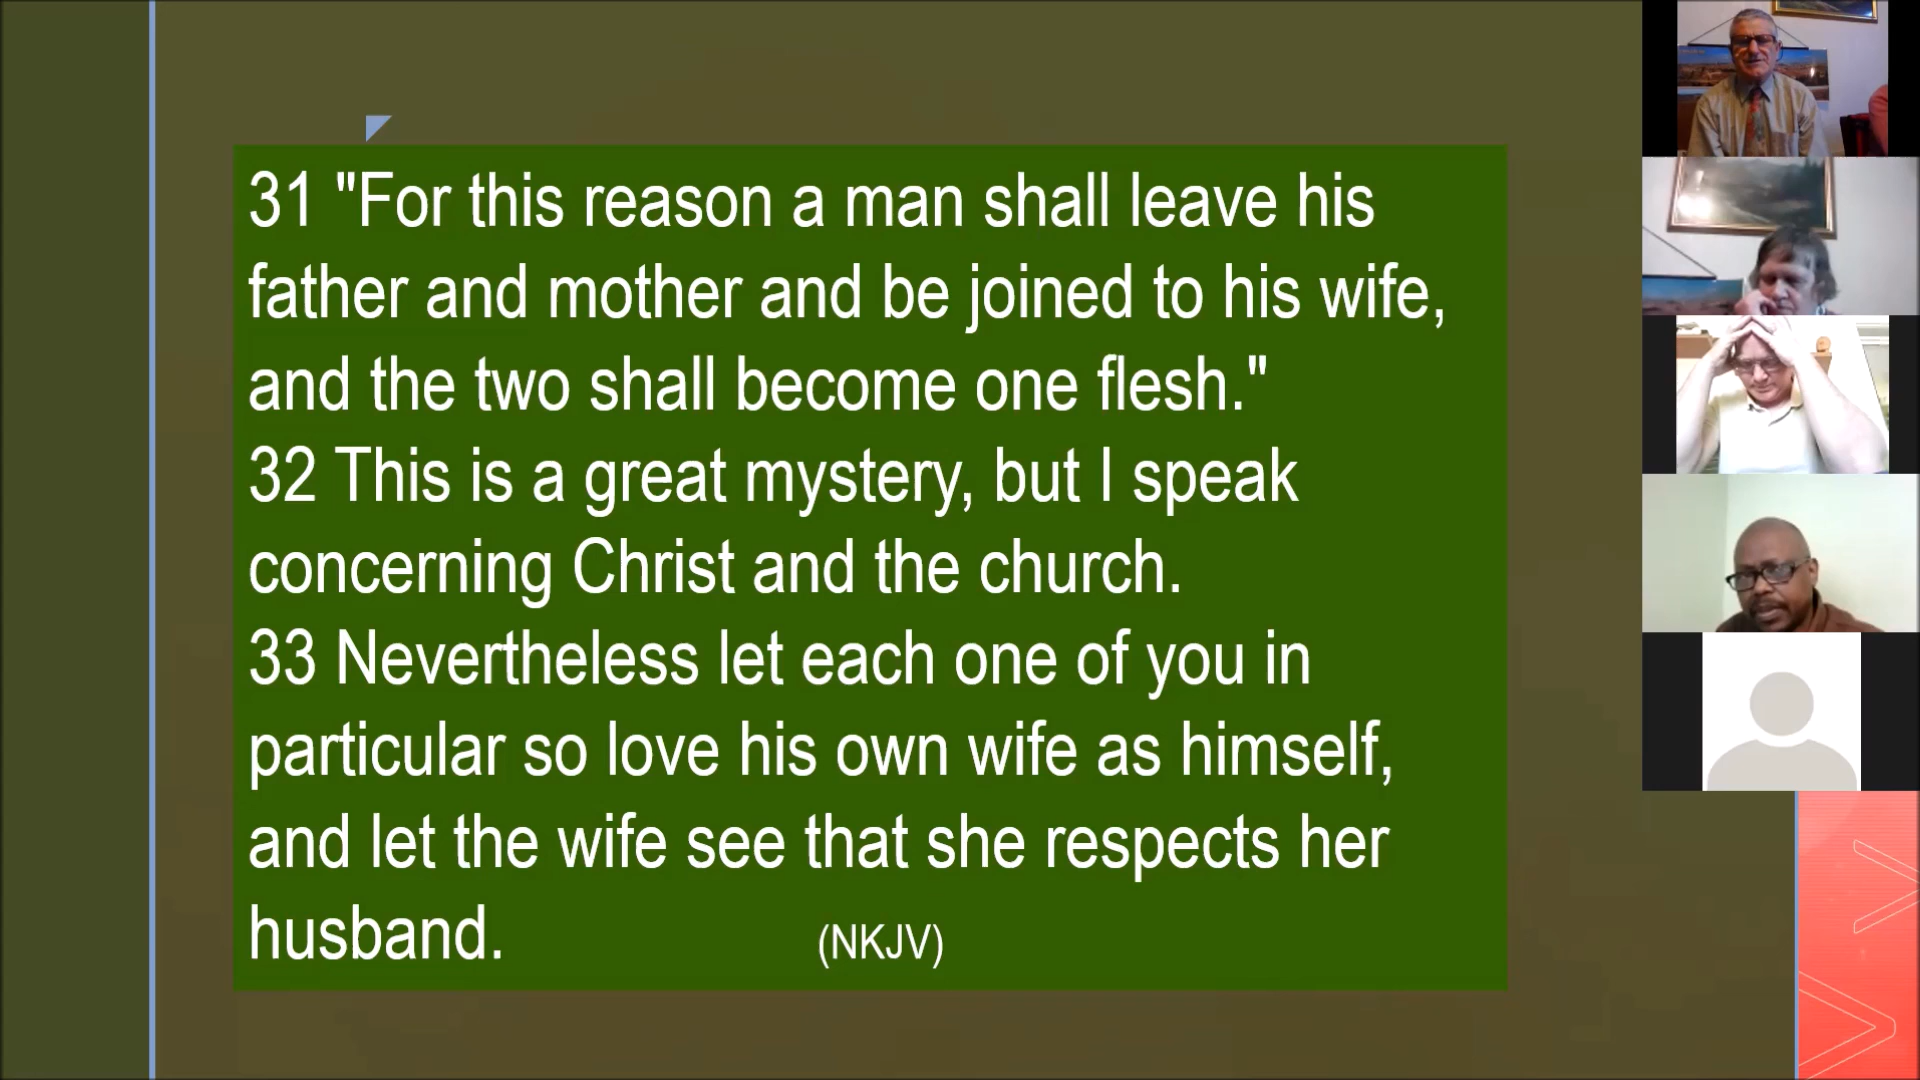 31 "For this reason a man shall leave his
father and mother and be joined to his wife,
and the two shall become one flesh."
32 This is a great mystery, but I speak
concerning Christ and the church.
33 Nevertheless let each one of you in
particular so love his own wife as himself,
and let the wife see that she respects her
husband. (NKJV)